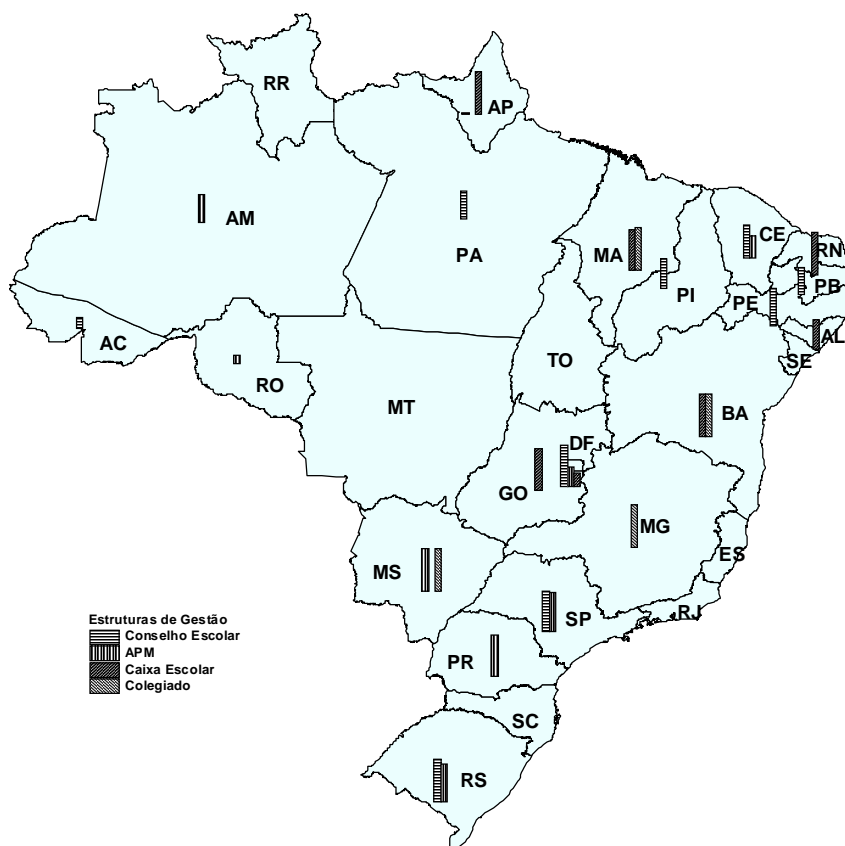 RR
AP
AM
PA
MA
CE
RN
PB
PI
PE
AL
SE
AC
RO
TO
MT
BA
DF
GO
MG
ES
MS
SP
RJ
PR
SC
RS
Estruturas de Gestão
Conselho Escolar
APM
Caixa Escolar
Colegiado